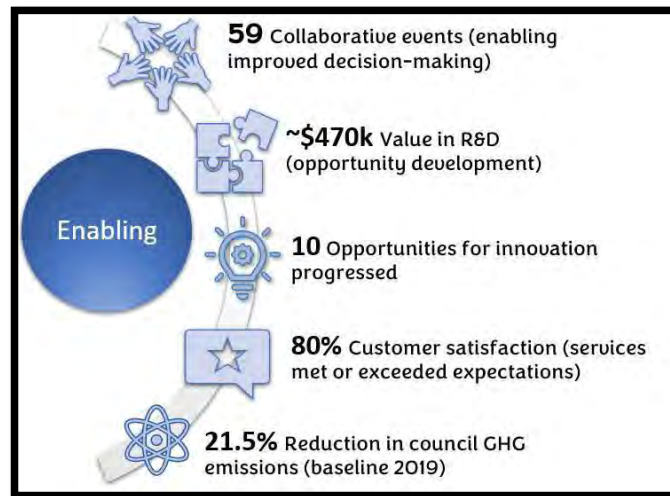 59 Collaborative events (enabling
improved decision-making)
~$470k Value in R&D
(opportunity development)
Enabling
10 Opportunities for innovation
progressed
80% Customer satisfaction (services
met or exceeded expectations)
21.5% Reduction in council GHG
emissions (baseline 2019)